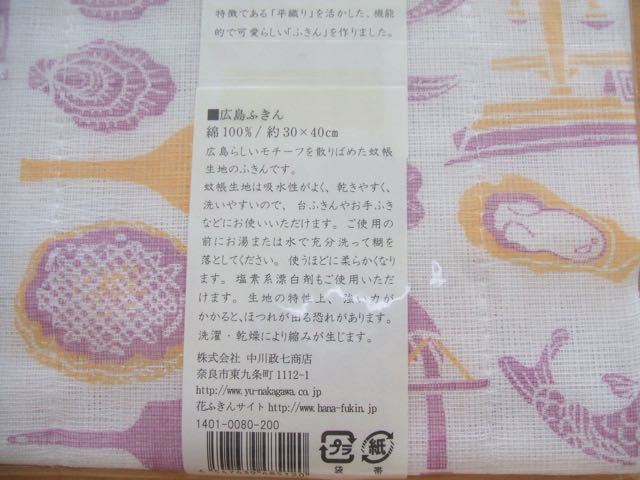 特徴である「平織り」を活かした、機能
的で可愛らしい「ふきん」を作りました。
■広島ふきん
綿100%/約30×40cm
広島らしいモチーフを散りばめた蚊帳
生地のふきんです。
蚊帳生地は吸水性がよく、乾きやすく、
洗いやすいので、台ふきんやお手ふき
などにお使いいただけます。ご使用の
前にお湯または水で充分洗って糊を
落としてください。使うほどに柔らかくなり
ます。塩素系漂白剤もご使用いただ
けます。生地の特性上、強い力が
かかると、ほつれが出る恐れがあります。
洗濯・乾燥により縮みが生じます。
株式会社 中川政七商店
奈良市東九条町1112-1
http://www.yu-nakagawa.co.jp
花ふきんサイト http://www.hana-fukin.jp
1401-0080-200
プラ 紙
袋 帯